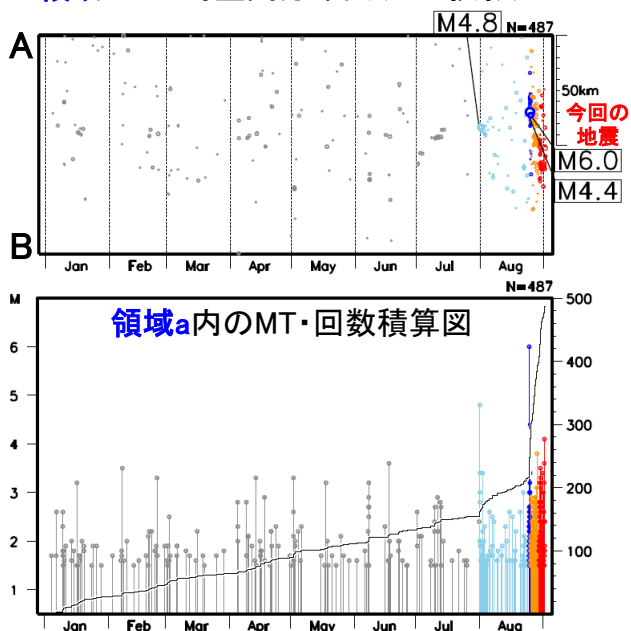 M4.8
N=487
A
50km
今回の
地震
M6.0
M4.4
B
Jan Feb Mar Apr May Jun Jul Aug
N=487
M
500
領域a内のMT・回数積算図
6
400
5
4
300
3
200
2
100
1
Jan Feb Mar Apr May Jun Jul Aug